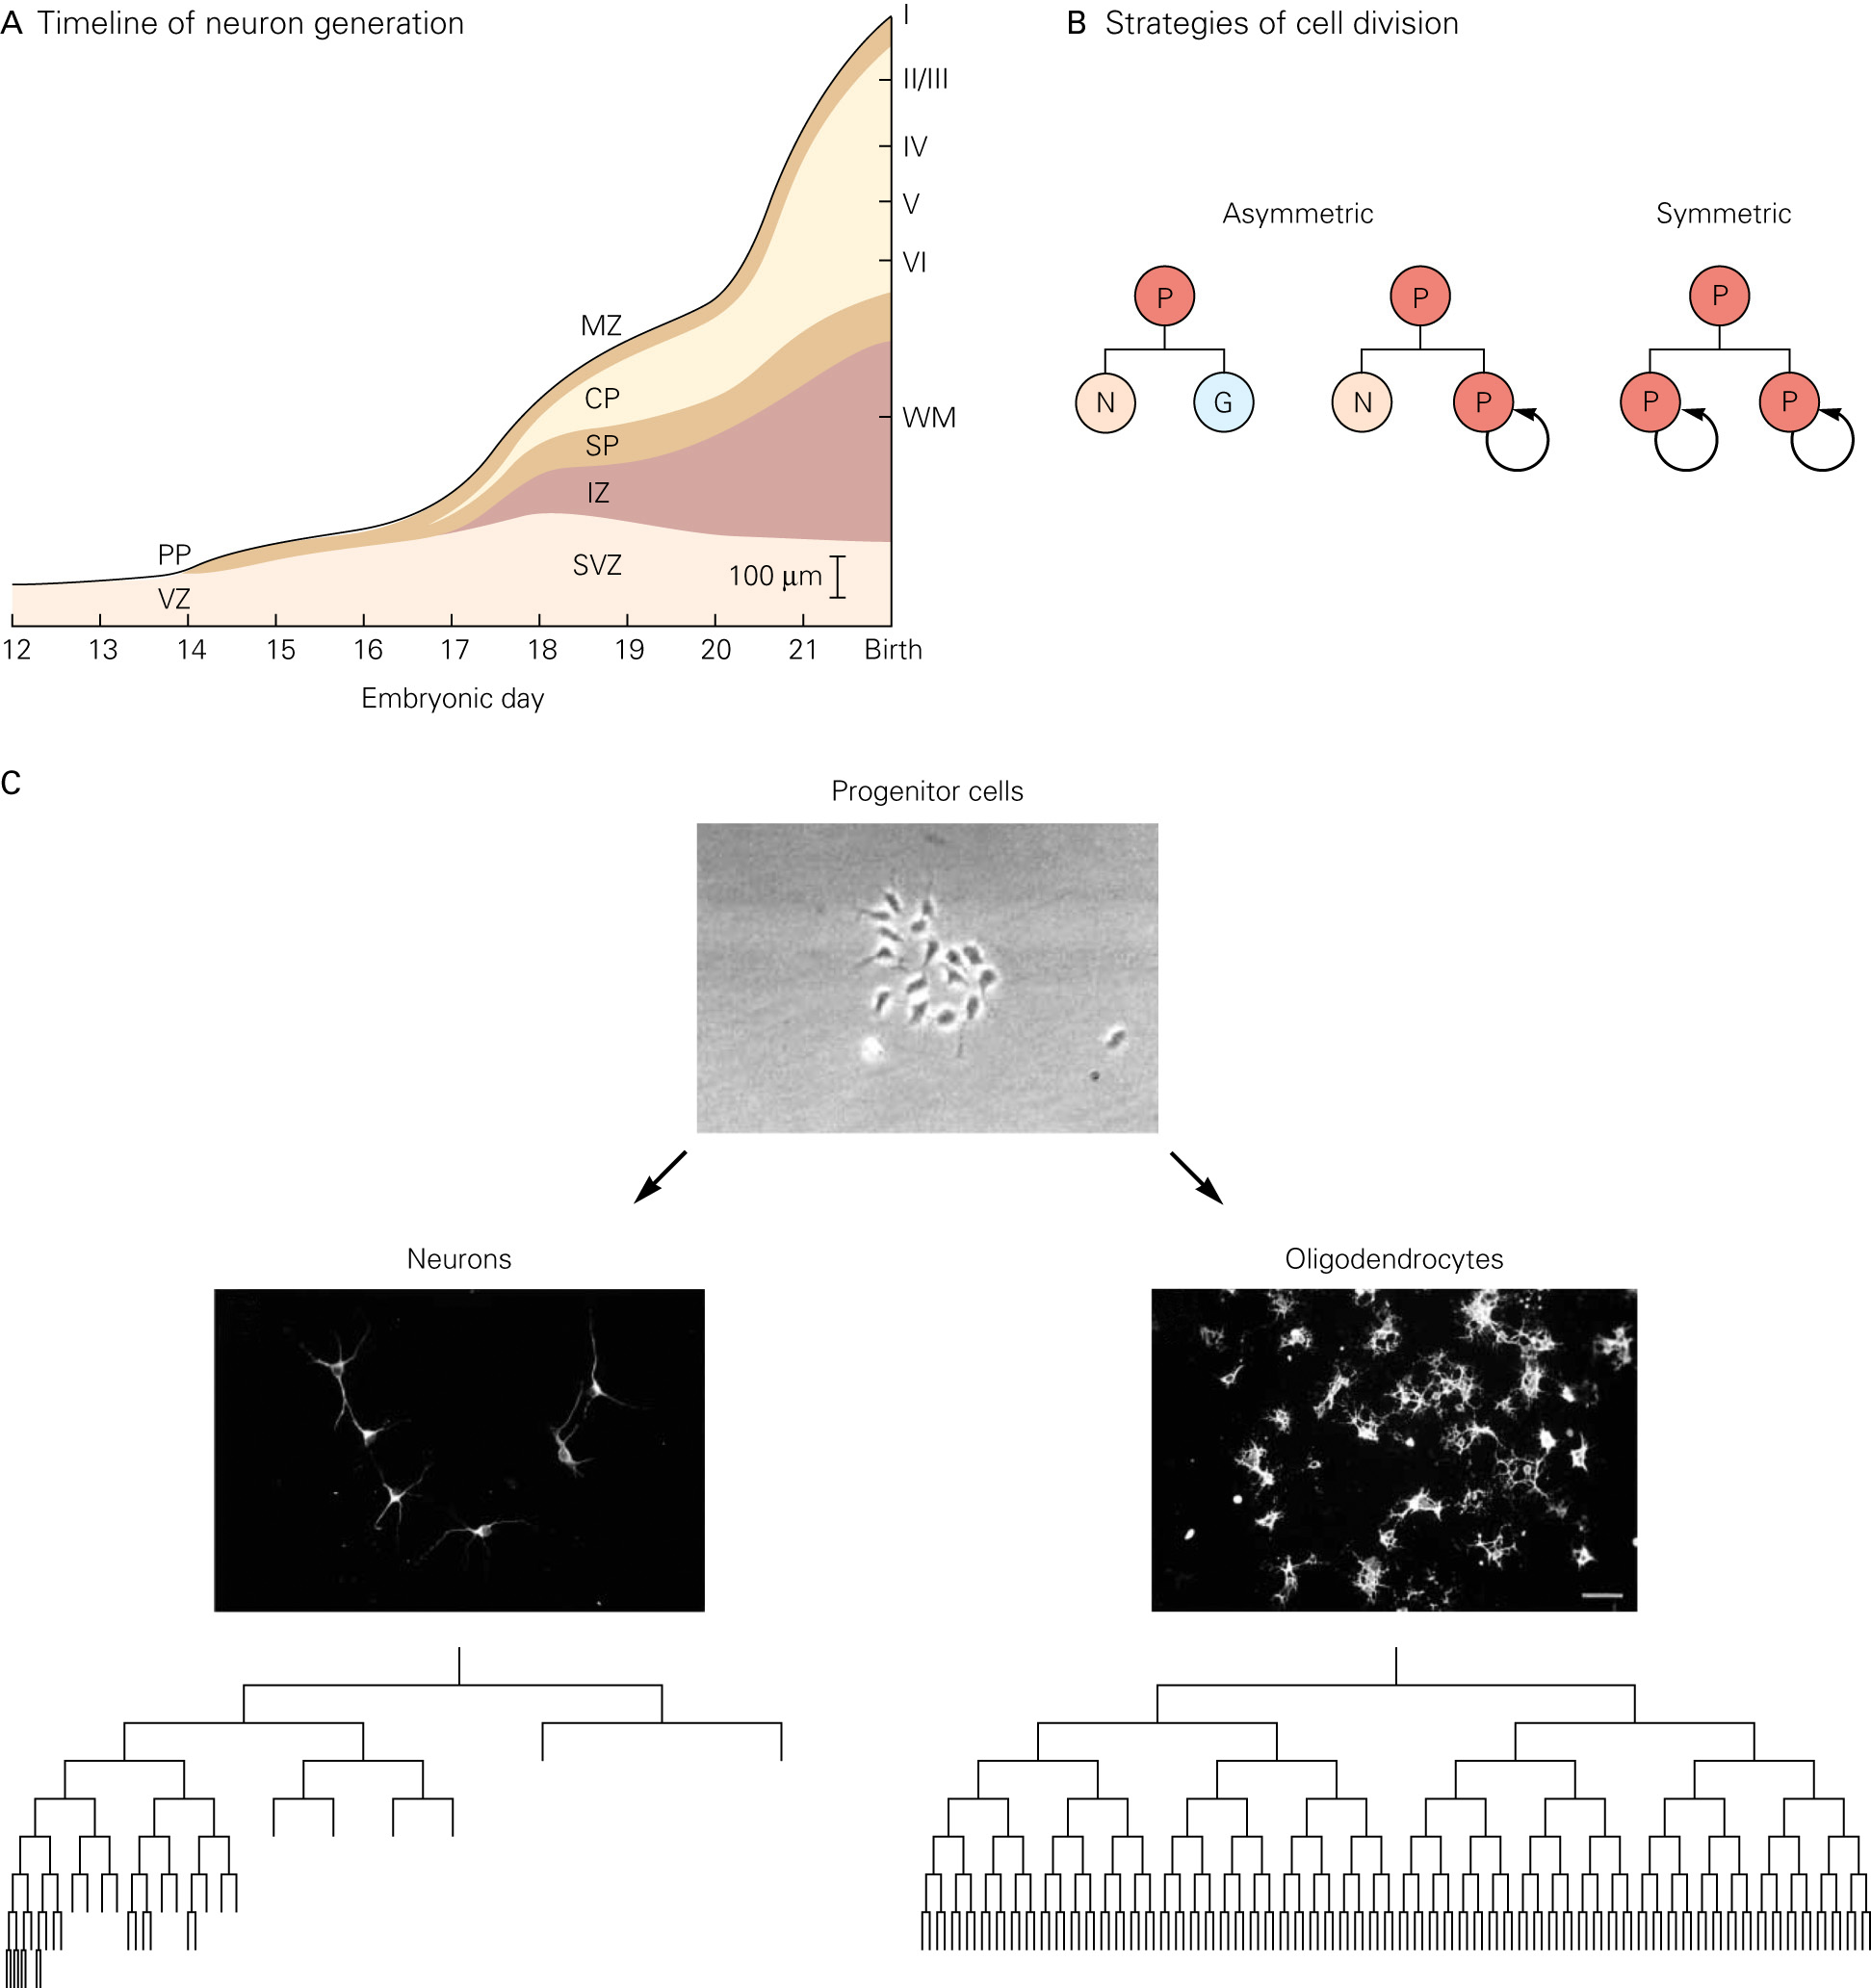 A Timeline of neuron generation
I
II/III
IV
V
VI
WM
MZ
CP
SP
IZ
SVZ
PP
VZ
100 μm
12 13 14 15 16 17 18 19 20 21 Birth
Embryonic day
B Strategies of cell division
Asymmetric Symmetric
P P P
N G N P P P
C
Progenitor cells
Neurons Oligodendrocytes